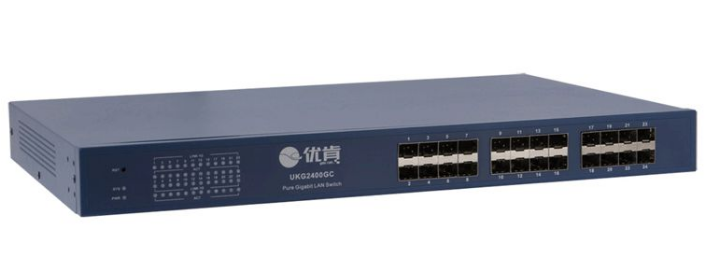 优肯
UKG2400GC
Pure Gigabit LAN Switch
1 3 5 7 9 11 13 15 17 19 21 23
2 4 6 8 10 12 14 16 18 20 22 24